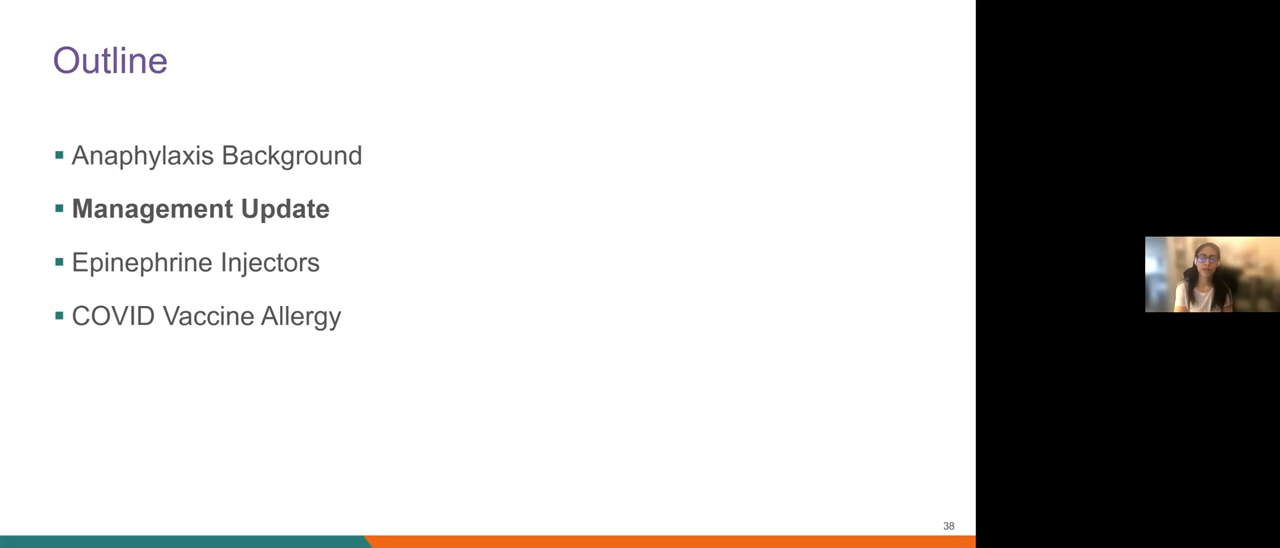 Outline
▪ Anaphylaxis Background
▪ Management Update
▪ Epinephrine Injectors
▪ COVID Vaccine Allergy
38